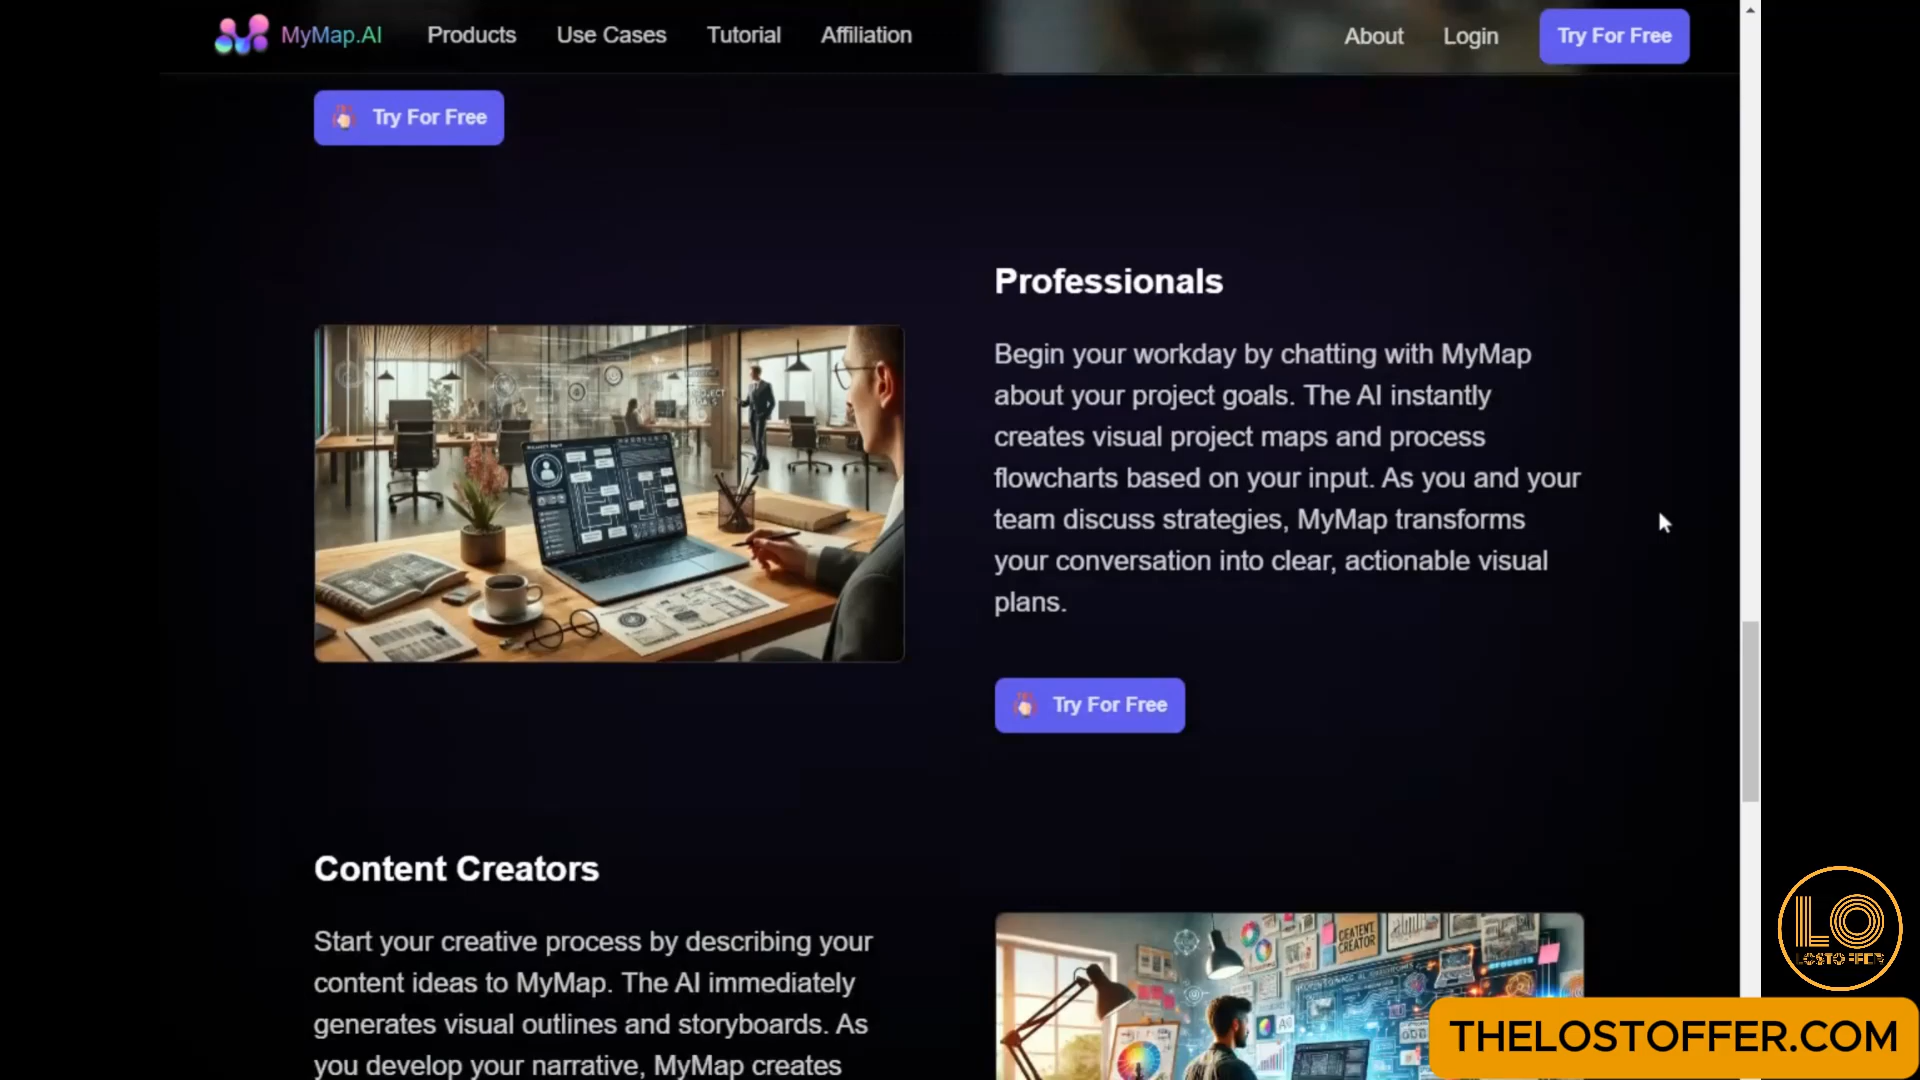 MyMap.AI
Products
Use Cases
Tutorial
Affiliation
About
Login
Try For Free
Try For Free
Professionals
Begin your workday by chatting with MyMap
about your project goals. The AI instantly
creates visual project maps and process
flowcharts based on your input. As you and your
team discuss strategies, MyMap transforms
your conversation into clear, actionable visual
plans.
Try For Free
Content Creators
Start your creative process by describing your
content ideas to MyMap. The AI immediately
generates visual outlines and storyboards. As
you develop your narrative, MyMap creates
CREATOR
LO
LOSTOFFER
THELOSTOFFER.COM